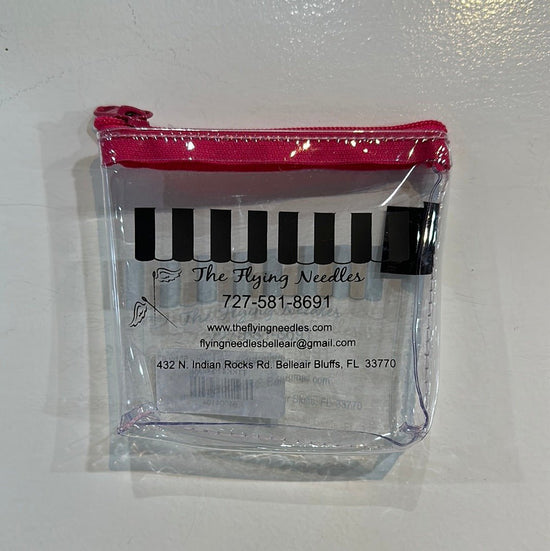 The Flying Needles
727-581-8691
www.theflyingneedles.com
flyingneedlesbelleair@gmail.com
432 N. Indian Rocks Rd. Belleair Bluffs, FL 33770